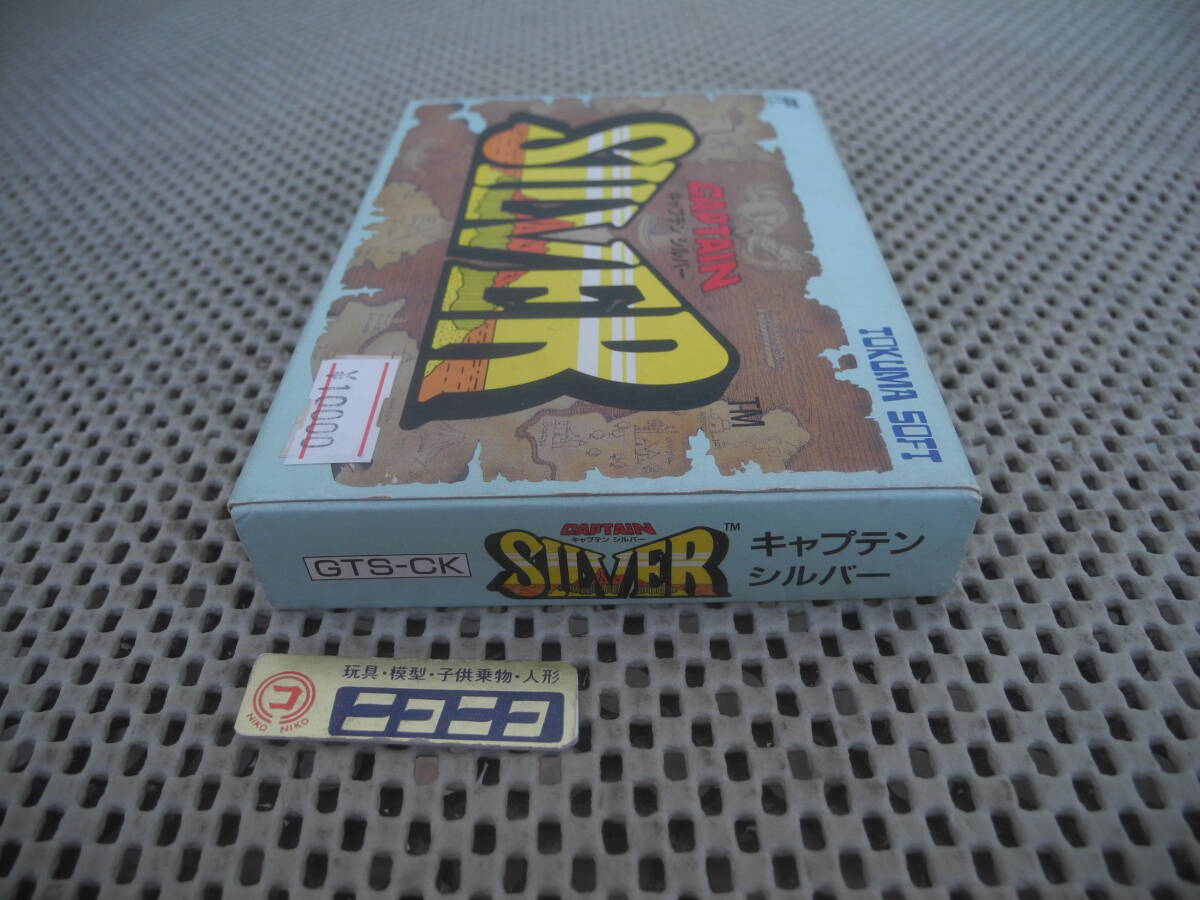 CAPTAIN
キャプテン シルバー
SILVER
TM
TOKUMA SOFT
¥10000
GTS-CK
CAPTAIN
キャプテン シルバー
SILVER
TM
キャプテン
シルバー
コ
NIKO NIKO
玩具・模型・子供乗物・人形
ニコニコ